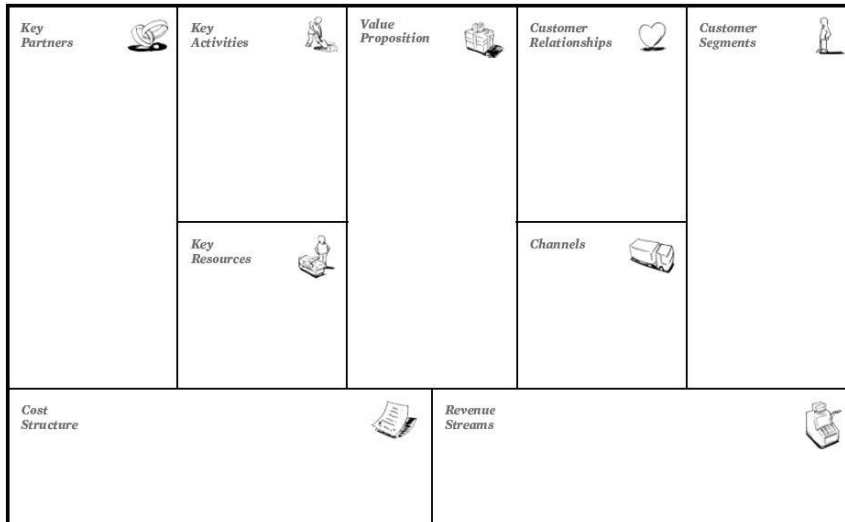 Key
Partners
Key
Activities
Value
Proposition
Customer
Relationships
Customer
Segments
Key
Resources
Channels
Cost
Structure
Revenue
Streams